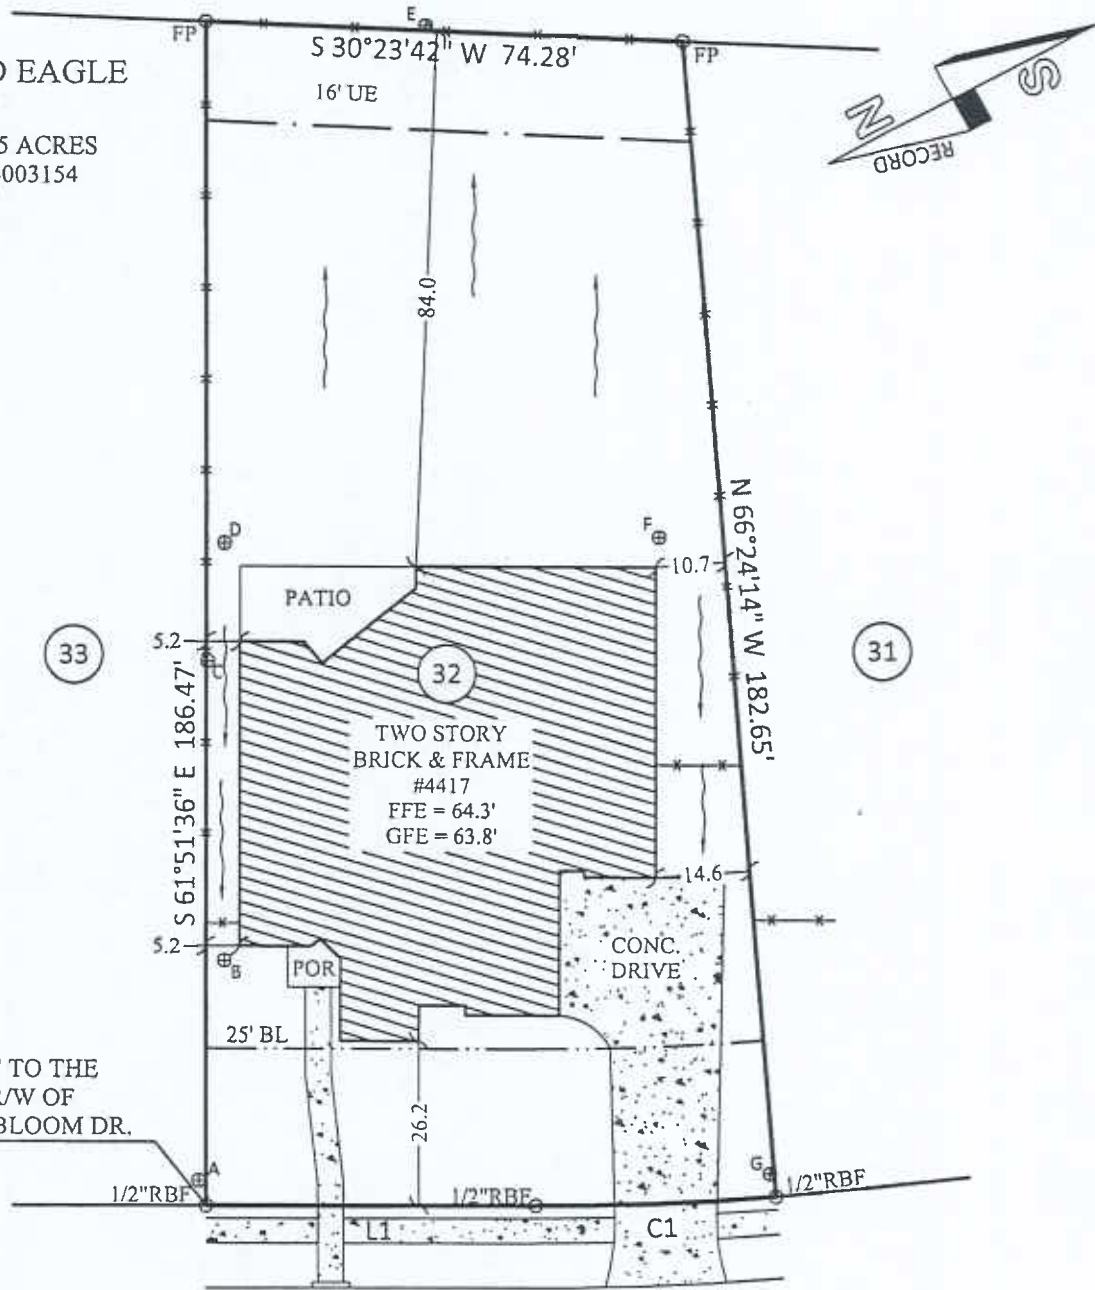 E
FP
S 30°23'42" W 74.28'
FP
EAGLE
16' UE
5 ACRES
003154
N
S
RECORD
84.0
D
F
10.7
N 66°24'14" W 182.65'
PATIO
5.2
C
33
32
31
S 61°51'36" E 186.47'
TWO STORY
BRICK & FRAME
#4417
FFE = 64.3'
GFE = 63.8'
14.6
5.2
B
POR
CONC.
DRIVE
25' BL
TO THE
R/W OF
BLOOM DR.
26.2
A
G
1/2"RBF
1/2"RBF
1/2"RBF
L1
C1